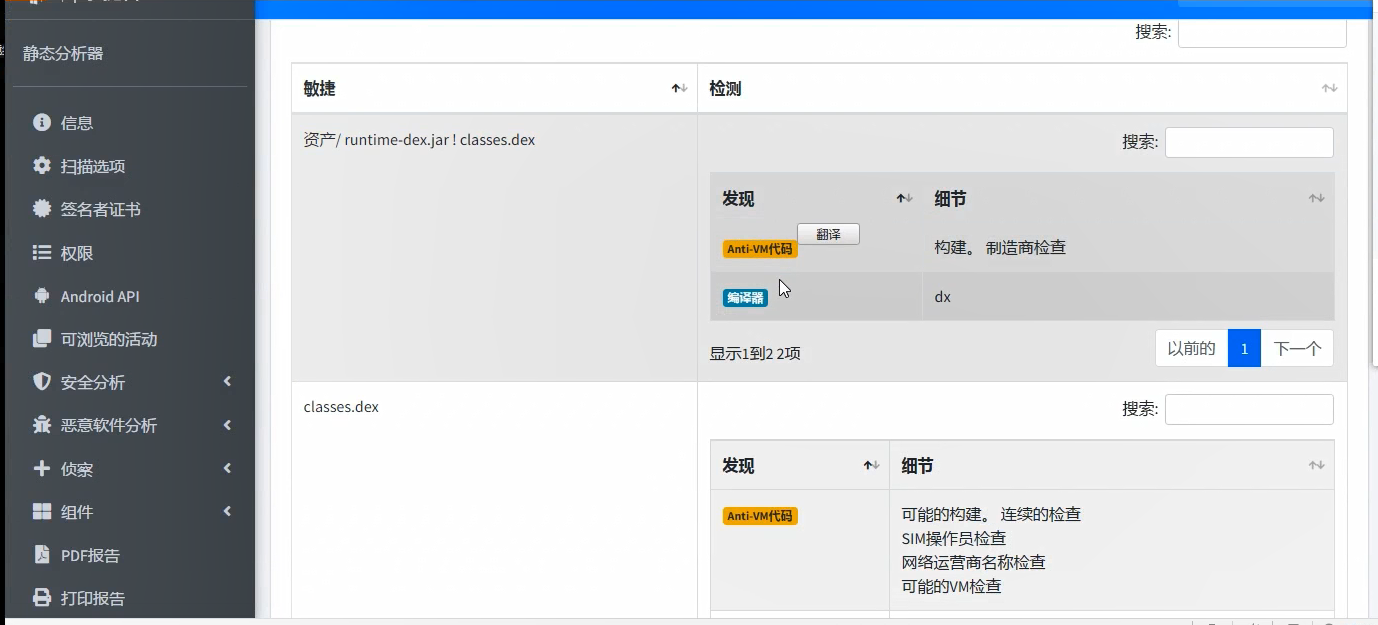 搜索:
静态分析器
信息
扫描选项
签名者证书
权限
Android API
可浏览的活动
安全分析
恶意软件分析
侦察
组件
PDF报告
打印报告
敏捷
检测
资产/ runtime-dex.jar ! classes.dex
搜索:
发现
细节
翻译
Anti-VM代码
构建。 制造商检查
编译器
dx
显示1到2 2项
以前的
1
下一个
classes.dex
搜索:
发现
细节
Anti-VM代码
可能的构建。 连续的检查
SIM操作员检查
网络运营商名称检查
可能的VM检查